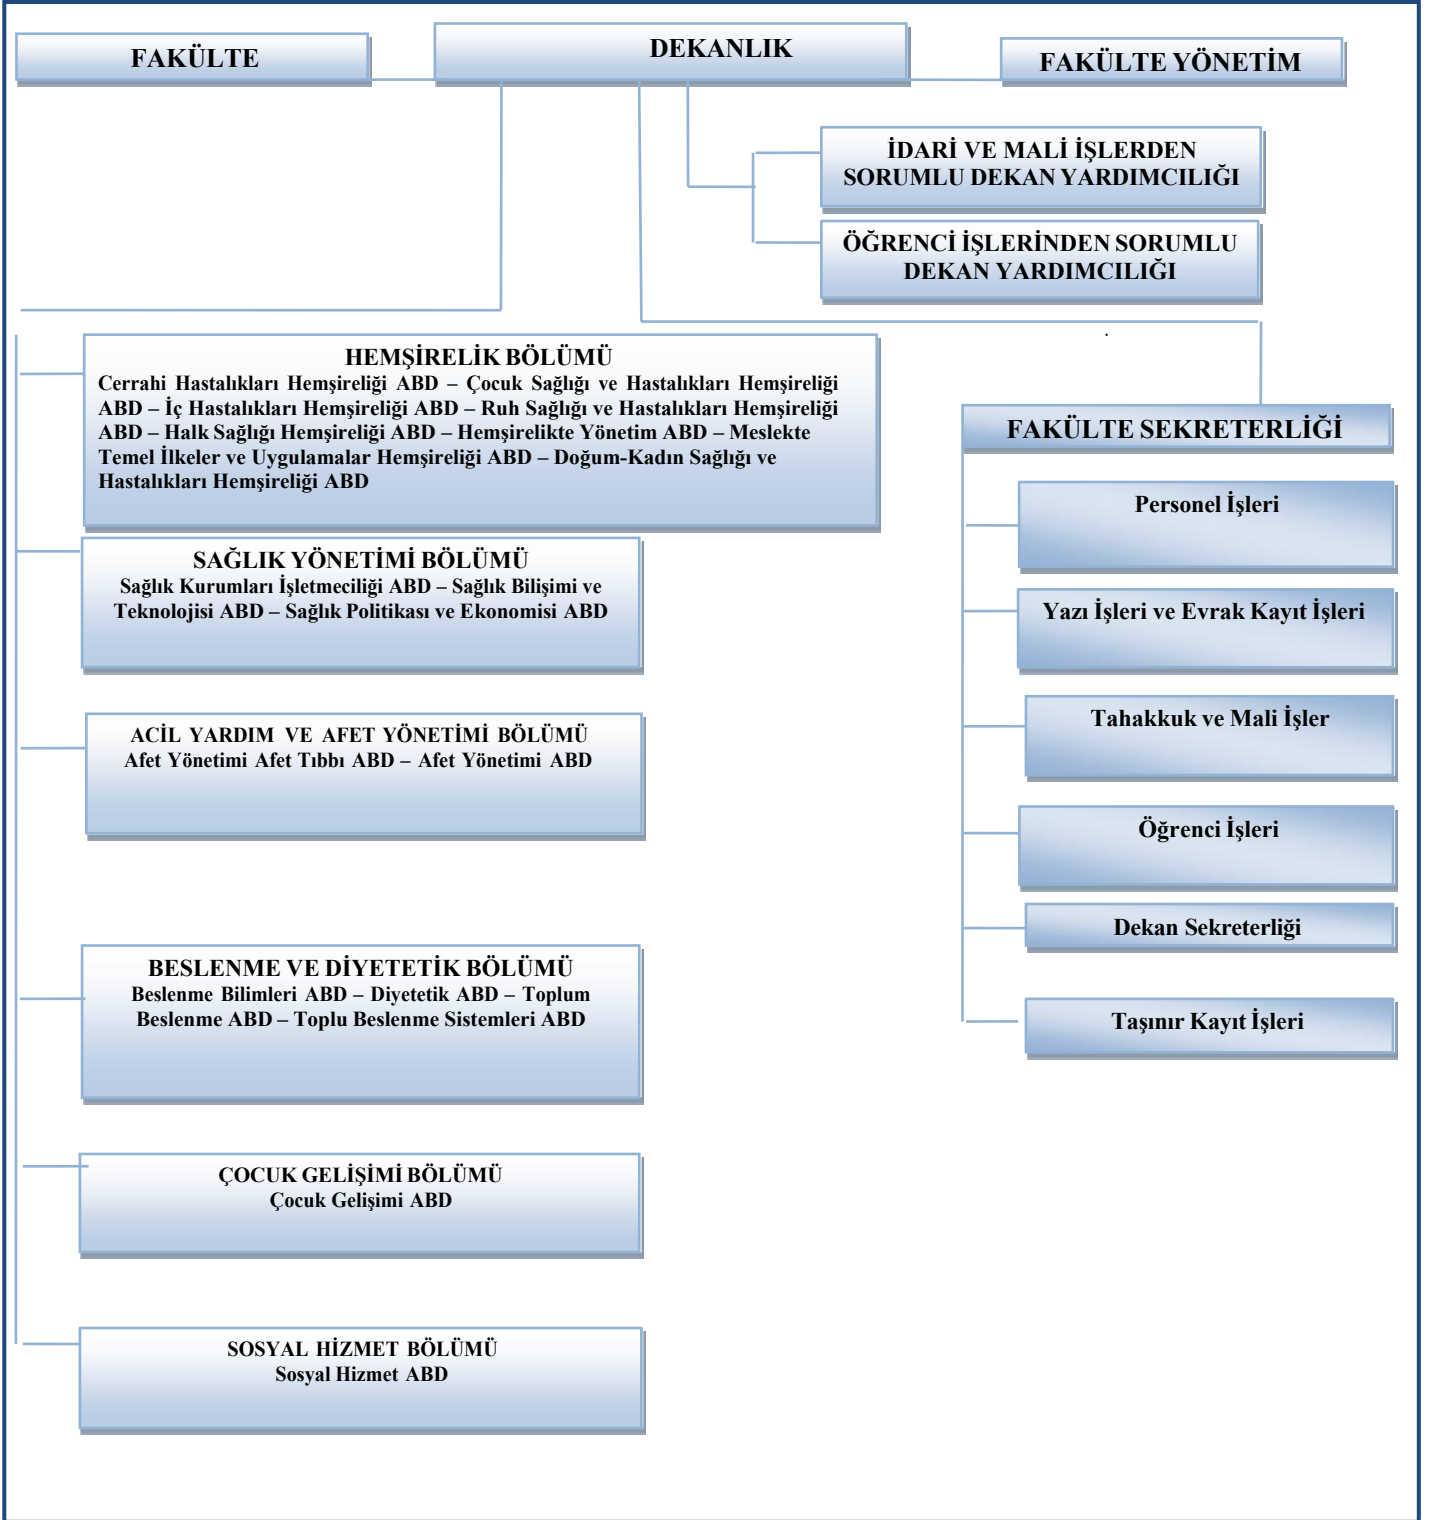 FAKÜLTE
DEKANLIK
FAKÜLTE YÖNETİM
İDARİ VE MALİ İŞLERDEN
SORUMLU DEKAN YARDIMCILIĞI
ÖĞRENCİ İŞLERİNDEN SORUMLU
DEKAN YARDIMCILIĞI
HEMŞİRELİK BÖLÜMÜ
Cerrahi Hastalıkları Hemşireliği ABD – Çocuk Sağlığı ve Hastalıkları Hemşireliği
ABD – İç Hastalıkları Hemşireliği ABD – Ruh Sağlığı ve Hastalıkları Hemşireliği
ABD – Halk Sağlığı Hemşireliği ABD – Hemşirelikte Yönetim ABD – Meslekte
Temel İlkeler ve Uygulamalar Hemşireliği ABD – Doğum-Kadın Sağlığı ve
Hastalıkları Hemşireliği ABD
SAĞLIK YÖNETİMİ BÖLÜMÜ
Sağlık Kurumları İşletmeciliği ABD – Sağlık Bilişimi ve
Teknolojisi ABD – Sağlık Politikası ve Ekonomisi ABD
ACİL YARDIM VE AFET YÖNETİMİ BÖLÜMÜ
Afet Yönetimi Afet Tıbbı ABD – Afet Yönetimi ABD
BESLENME VE DİYETETİK BÖLÜMÜ
Beslenme Bilimleri ABD – Diyetetik ABD – Toplum
Beslenme ABD – Toplu Beslenme Sistemleri ABD
ÇOCUK GELİŞİMİ BÖLÜMÜ
Çocuk Gelişimi ABD
SOSYAL HİZMET BÖLÜMÜ
Sosyal Hizmet ABD
.
FAKÜLTE SEKRETERLİĞİ
Personel İşleri
Yazı İşleri ve Evrak Kayıt İşleri
Tahakkuk ve Mali İşler
Öğrenci İşleri
Dekan Sekreterliği
Taşınır Kayıt İşleri